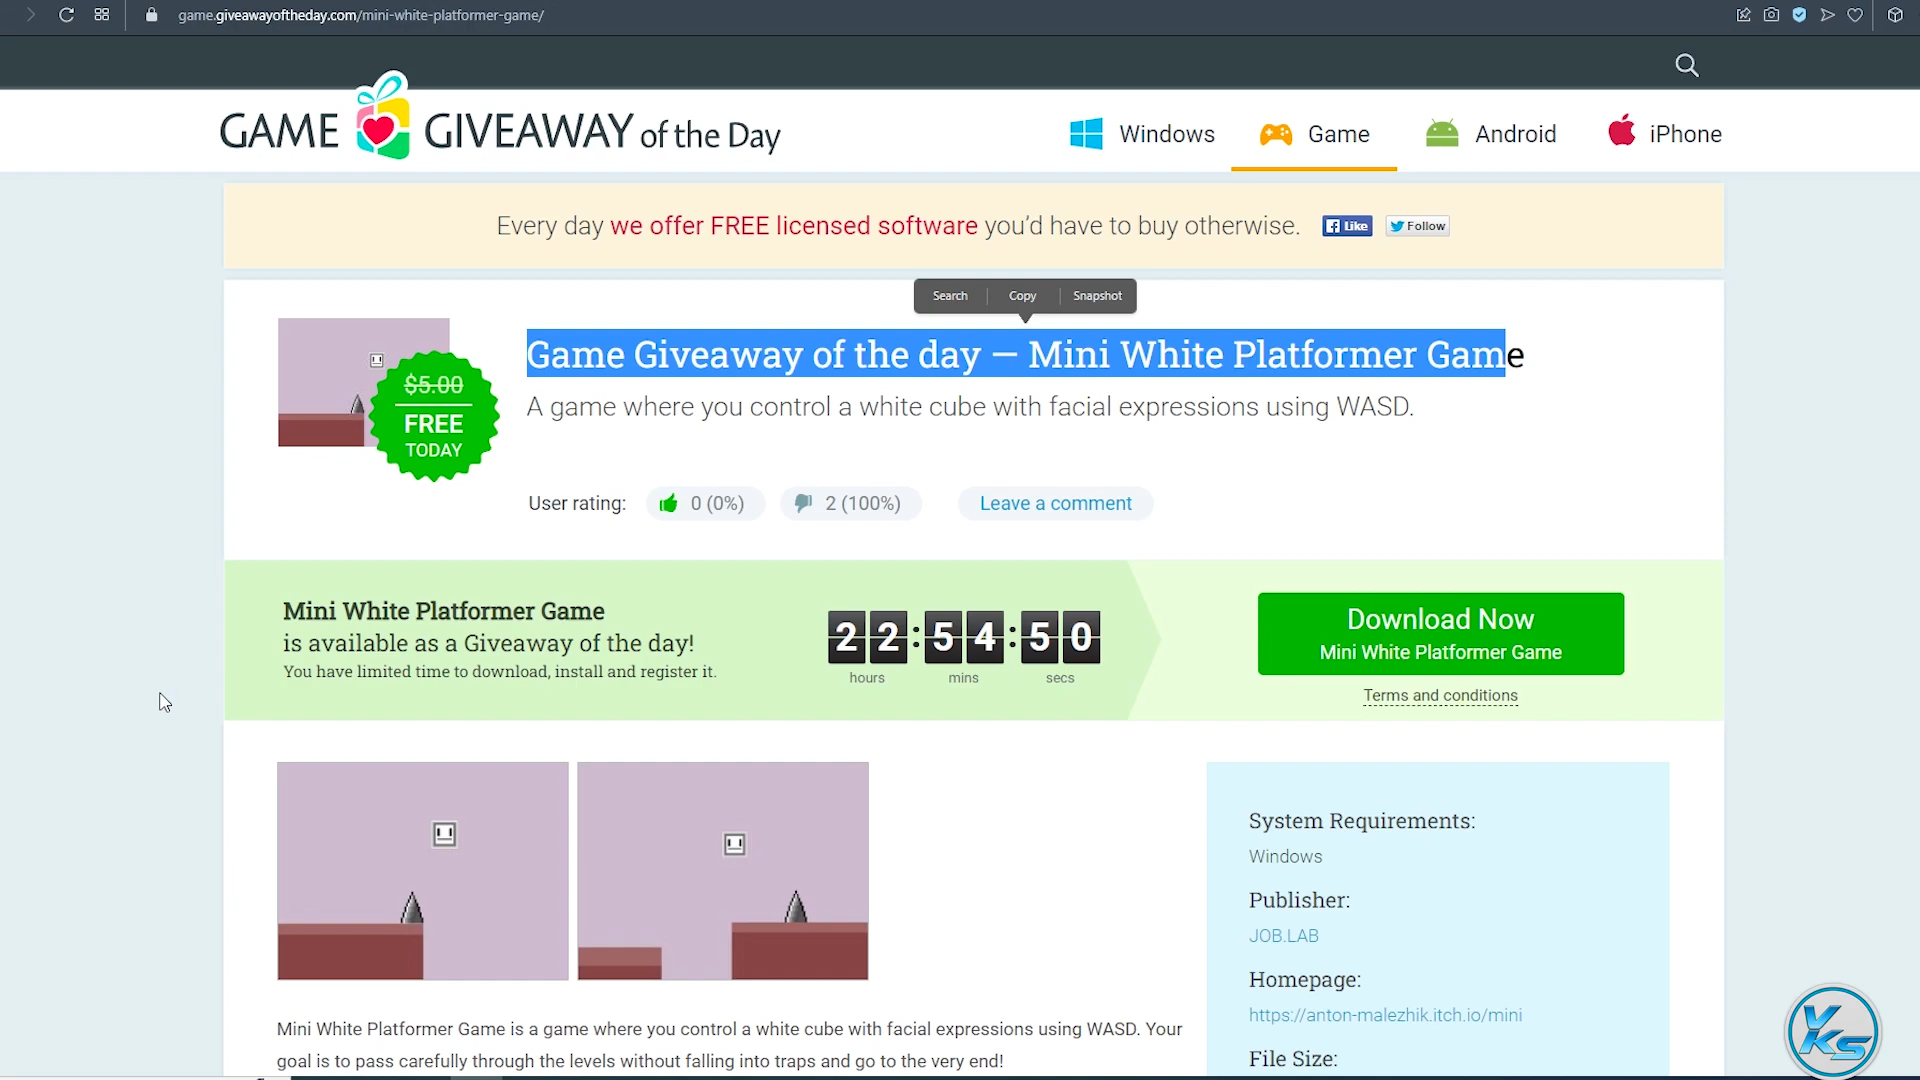 game.giveawayoftheday.com/mini-white-platformer-game/
GAME GIVEAWAY of the Day
Windows
Game
Android
iPhone
Every day we offer FREE licensed software you’d have to buy otherwise.
Like
Follow
Search
Copy
Snapshot
$5.00
FREE
TODAY
Game Giveaway of the day — Mini White Platformer Game
A game where you control a white cube with facial expressions using WASD.
User rating:
0 (0%)
2 (100%)
Leave a comment
Mini White Platformer Game
is available as a Giveaway of the day!
You have limited time to download, install and register it.
22:54:50
hours
mins
secs
Download Now
Mini White Platformer Game
Terms and conditions
System Requirements:
Windows
Publisher:
JOB.LAB
Homepage:
https://anton-malezhik.itch.io/mini
File Size:
Mini White Platformer Game is a game where you control a white cube with facial expressions using WASD. Your
goal is to pass carefully through the levels without falling into traps and go to the very end!
VKS